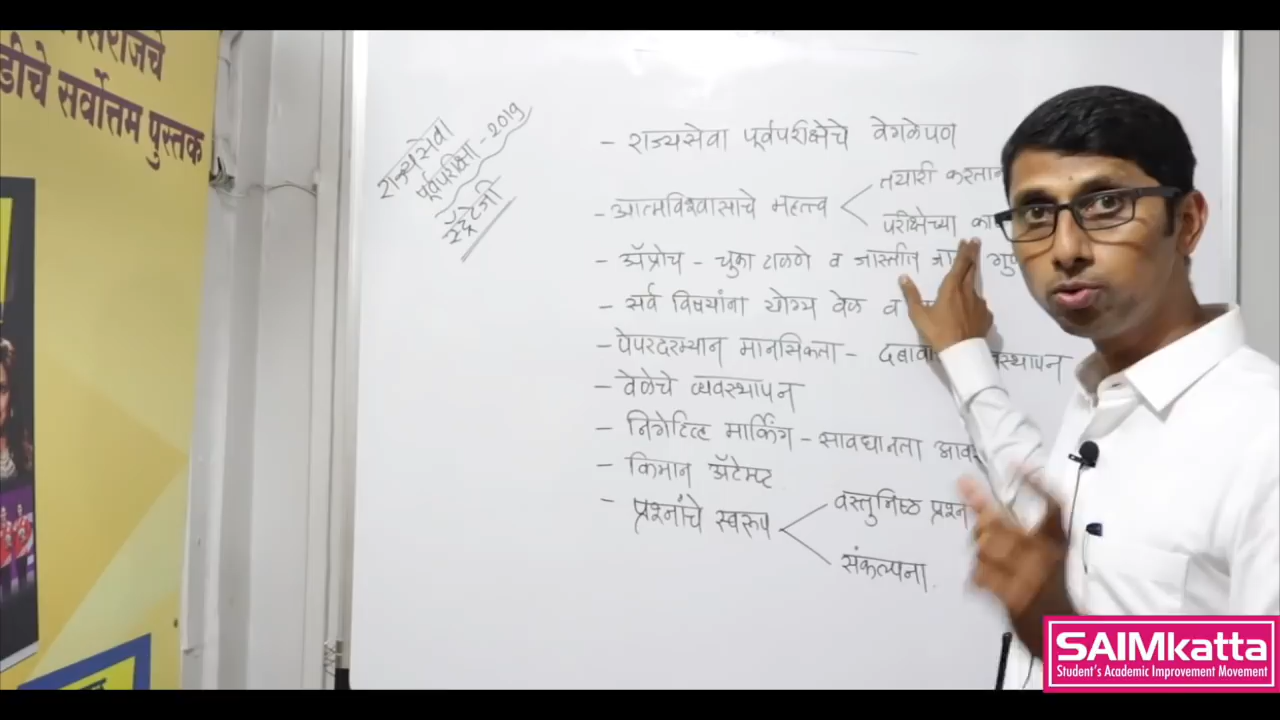 डीचे सर्वोत्तम पुस्तक
राज्यसेवा
पूर्वपरीक्षा - 2019
स्ट्रॅटेजी
- राज्यसेवा पूर्वपरीक्षेचे वेगळेपण
- आत्मविश्वासाचे महत्त्व
तयारी करताना
परीक्षेच्या
- ॲप्रोच - चुका टाळणे व जास्तीत
- सर्व विषयांना योग्य वेळ व
- पेपरदरम्यान मानसिकता -
- वेळेचे व्यवस्थापन
- निगेटिव्ह मार्किंग - सावधानता
- किमान ॲटेम्प्ट
- प्रश्नांचे स्वरूप
वस्तुनिष्ठ प्रश्न
संकल्पना.
SAIMkatta
Student's Academic Improvement Movement